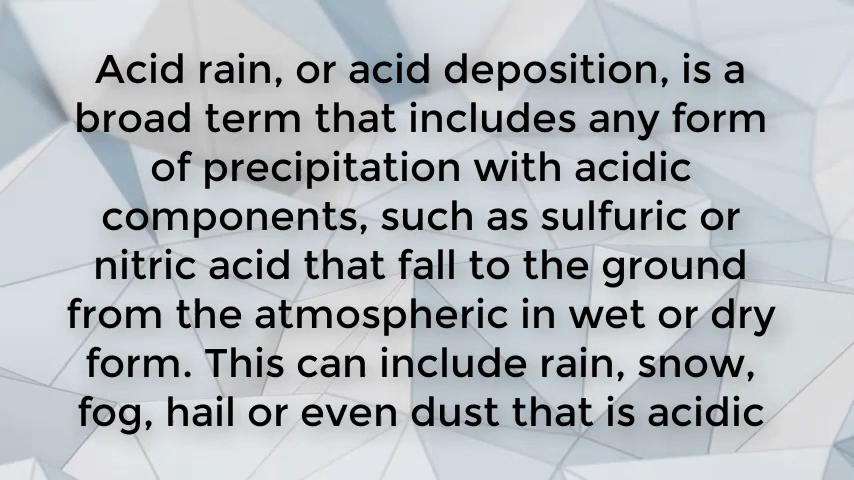 Acid rain, or acid deposition, is a
broad term that includes any form
of precipitation with acidic
components, such as sulfuric or
nitric acid that fall to the ground
from the atmospheric in wet or dry
form. This can include rain, snow,
fog, hail or even dust that is acidic